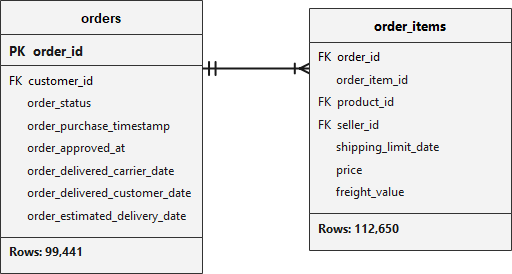 orders
PK order_id
FK customer_id
order_status
order_purchase_timestamp
order_approved_at
order_delivered_carrier_date
order_delivered_customer_date
order_estimated_delivery_date
Rows: 99,441
order_items
FK order_id
order_item_id
FK product_id
FK seller_id
shipping_limit_date
price
freight_value
Rows: 112,650